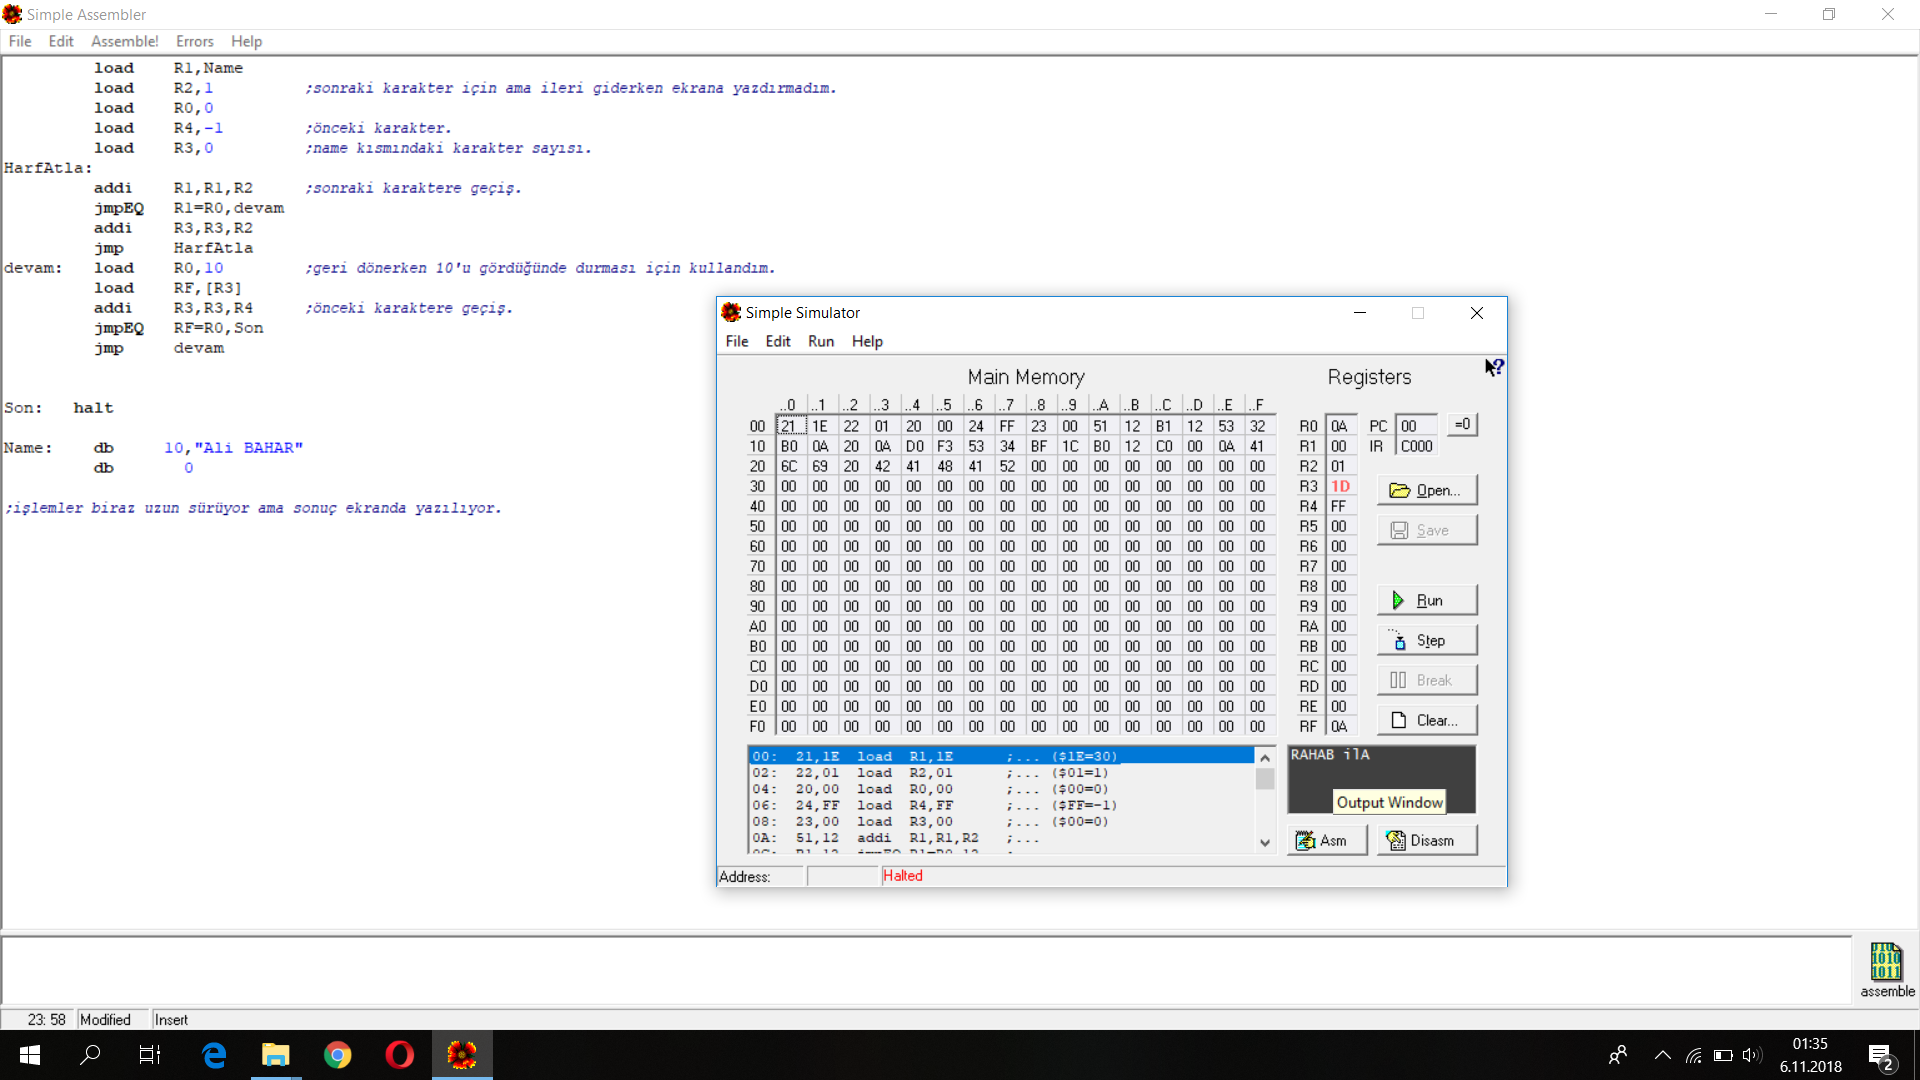 Simple Assembler
File Edit Assemble! Errors Help
load R1,Name
load R2,1 ;sonraki karakter için ama ileri giderken ekrana yazdırmadım.
load R0,0
load R4,-1 ;önceki karakter.
load R3,0 ;name kısmındaki karakter sayısı.
HarfAtla:
addi R1,R1,R2 ;sonraki karaktere geçiş.
jmpEQ R1=R0,devam
addi R3,R3,R2
jmp HarfAtla
devam: load R0,10 ;geri dönerken 10'u gördüğünde durması için kullandım.
load RF,[R3]
addi R3,R3,R4 ;önceki karaktere geçiş.
jmpEQ RF=R0,Son
jmp devam
Son: halt
Name: db 10,"Ali BAHAR"
db 0
;işlemler biraz uzun sürüyor ama sonuç ekranda yazılıyor.
Simple Simulator
File Edit Run Help
Main Memory Registers
..0 ..1 ..2 ..3 ..4 ..5 ..6 ..7 ..8 ..9 ..A ..B ..C ..D ..E ..F
00 21 1E 22 01 20 00 24 FF 23 00 51 12 B1 12 53 32 R0 0A PC 00 =0
10 B0 0A 20 0A D0 F3 53 34 BF 1C B0 12 C0 00 0A 41 R1 00 IR C000
20 6C 69 20 42 41 48 41 52 00 00 00 00 00 00 00 00 R2 01
30 00 00 00 00 00 00 00 00 00 00 00 00 00 00 00 00 R3 1D Open...
40 00 00 00 00 00 00 00 00 00 00 00 00 00 00 00 00 R4 FF
50 00 00 00 00 00 00 00 00 00 00 00 00 00 00 00 00 R5 00 Save
60 00 00 00 00 00 00 00 00 00 00 00 00 00 00 00 00 R6 00
70 00 00 00 00 00 00 00 00 00 00 00 00 00 00 00 00 R7 00
80 00 00 00 00 00 00 00 00 00 00 00 00 00 00 00 00 R8 00
90 00 00 00 00 00 00 00 00 00 00 00 00 00 00 00 00 R9 00 Run
A0 00 00 00 00 00 00 00 00 00 00 00 00 00 00 00 00 RA 00
B0 00 00 00 00 00 00 00 00 00 00 00 00 00 00 00 00 RB 00 Step
C0 00 00 00 00 00 00 00 00 00 00 00 00 00 00 00 00 RC 00
D0 00 00 00 00 00 00 00 00 00 00 00 00 00 00 00 00 RD 00 Break
E0 00 00 00 00 00 00 00 00 00 00 00 00 00 00 00 00 RE 00
F0 00 00 00 00 00 00 00 00 00 00 00 00 00 00 00 00 RF 0A Clear...
00: 21,1E load R1,1E ;... ($1E=30)
02: 22,01 load R2,01 ;... ($01=1)
04: 20,00 load R0,00 ;... ($00=0)
06: 24,FF load R4,FF ;... ($FF=-1)
08: 23,00 load R3,00 ;... ($00=0)
0A: 51,12 addi R1,R1,R2 ;...
RAHAB ilA
Output Window
Asm Disasm
Address: Halted
assemble
23: 58 Modified Insert
01:35
6.11.2018
2